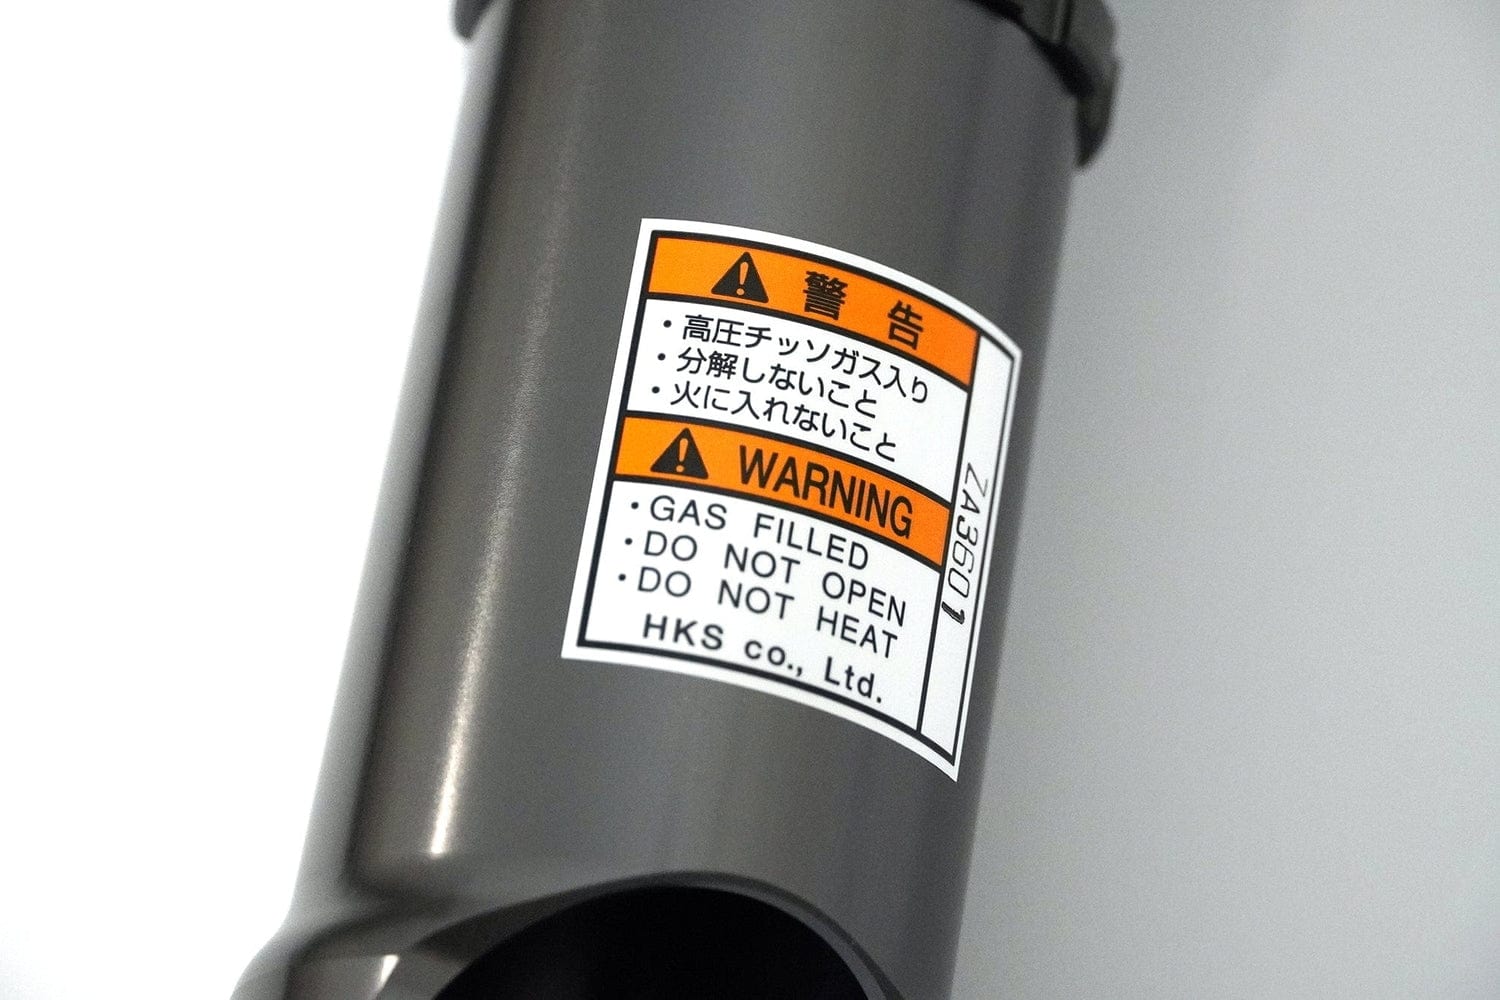 警告
・高圧チッソガス入り
・分解しないこと
・火に入れないこと
WARNING
・GAS FILLED
・DO NOT OPEN
・DO NOT HEAT
HKS co., Ltd.
ZA3601